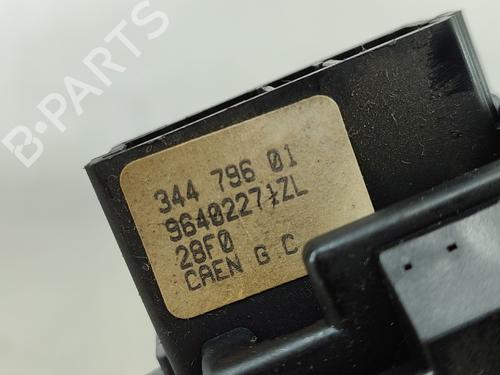 B-PARTS
344 796 01
96402271ZL
28F0
CAEN G C